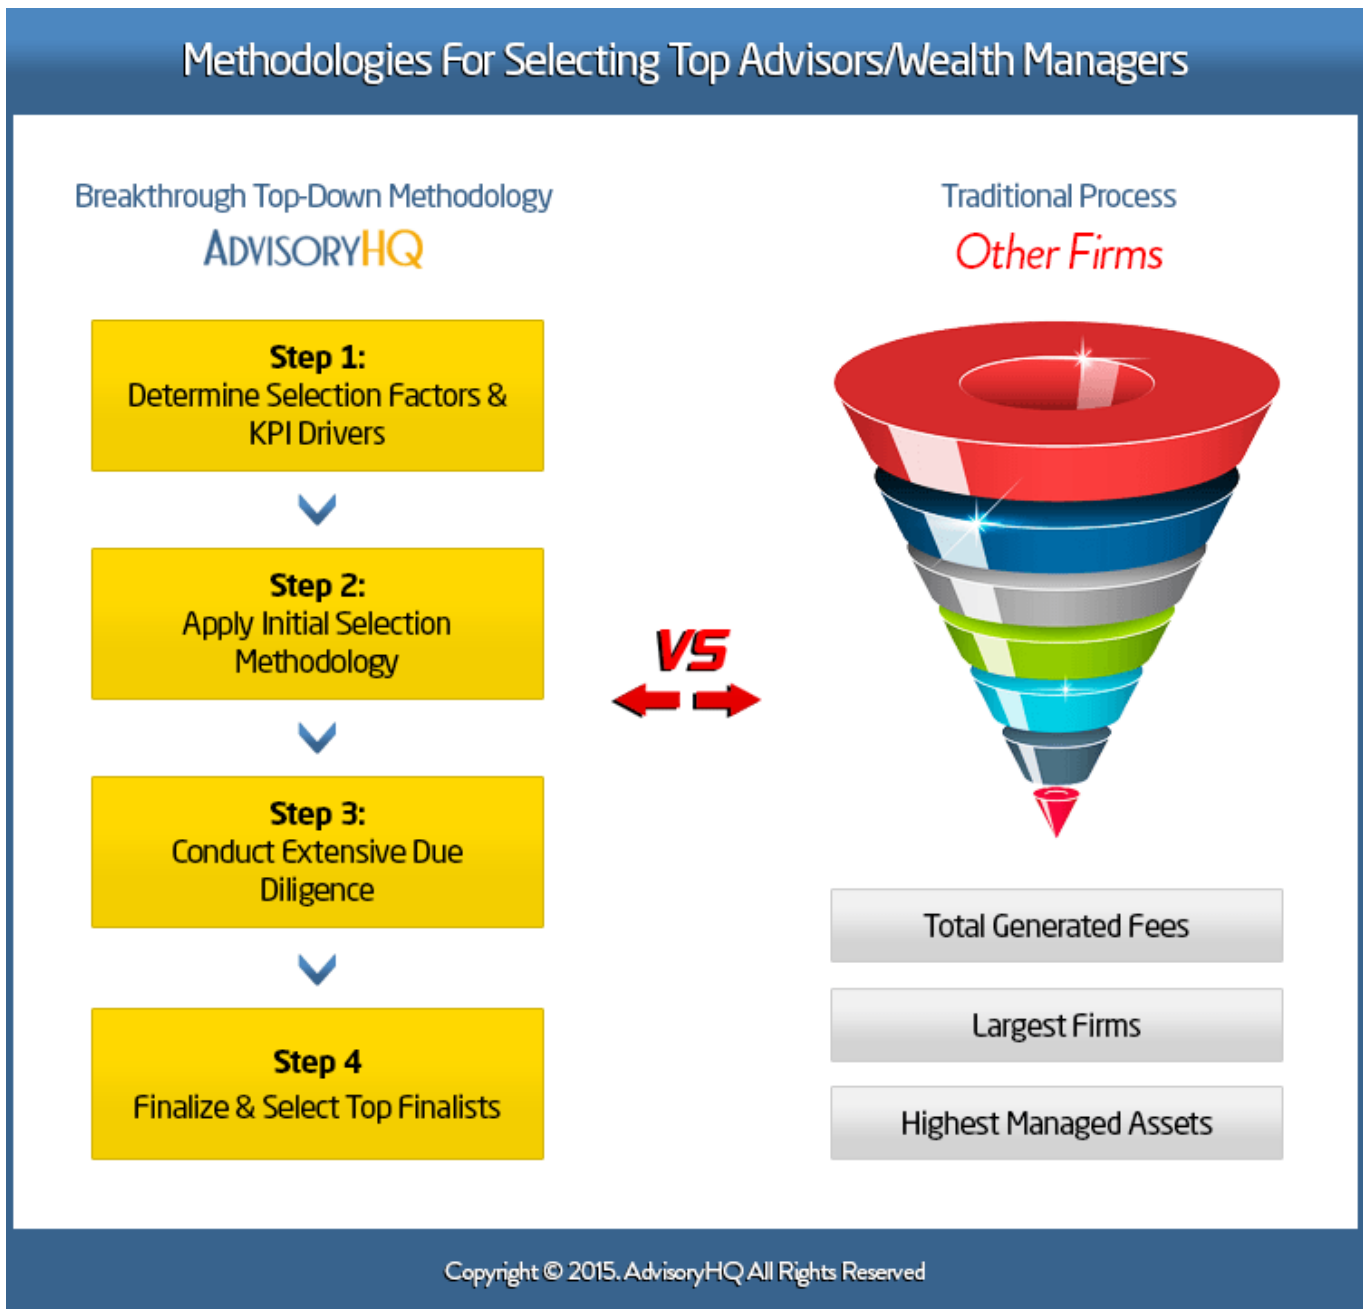 Methodologies For Selecting Top Advisors/Wealth Managers
Breakthrough Top-Down Methodology
ADVISORYHQ
Step 1:
Determine Selection Factors &
KPI Drivers
Step 2:
Apply Initial Selection
Methodology
Step 3:
Conduct Extensive Due
Diligence
Step 4
Finalize & Select Top Finalists
VS
Traditional Process
Other Firms
Total Generated Fees
Largest Firms
Highest Managed Assets
Copyright © 2015. AdvisoryHQ All Rights Reserved